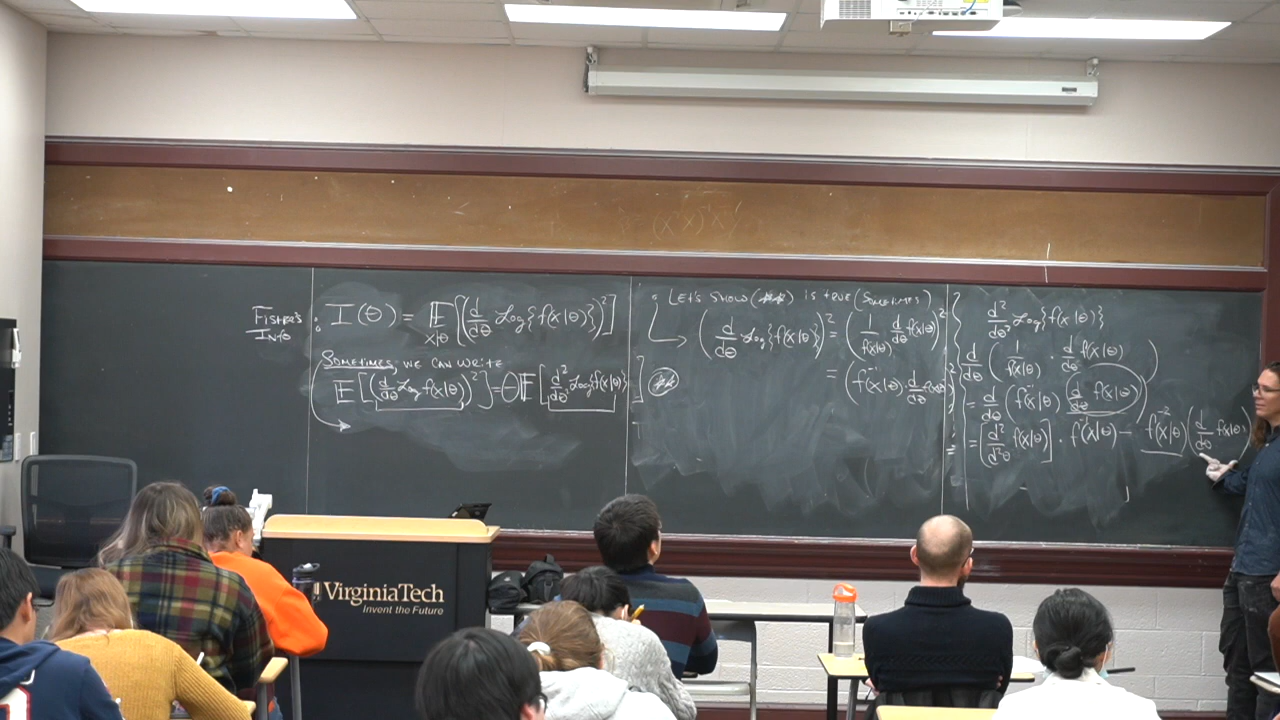 (X'X)⁻¹X'
FISHER'S INFO : I(θ) = 𝔼_{X|θ} [(d/dθ Log{f(x|θ)})²]
SOMETIMES, WE CAN WRITE
𝔼[(d/dθ Log f(x|θ))²] = ⊖𝔼[d²/dθ² Log{f(x|θ)}] (**)
LET'S SHOW (**) IS TRUE (SOMETIMES)
(d/dθ Log{f(x|θ)})² = (1/f(x|θ) · d/dθ f(x|θ))²
= (f⁻¹(x|θ) d/dθ f(x|θ))²
d²/dθ² Log{f(x|θ)}
d/dθ (1/f(x|θ) · d/dθ f(x|θ))
= d/dθ (f⁻¹(x|θ) d/dθ f(x|θ))
= [d²/d²θ f(x|θ)] · f⁻¹(x|θ) - f⁻²(x|θ) (d/dθ f(x|θ)
VirginiaTech
Invent the Future